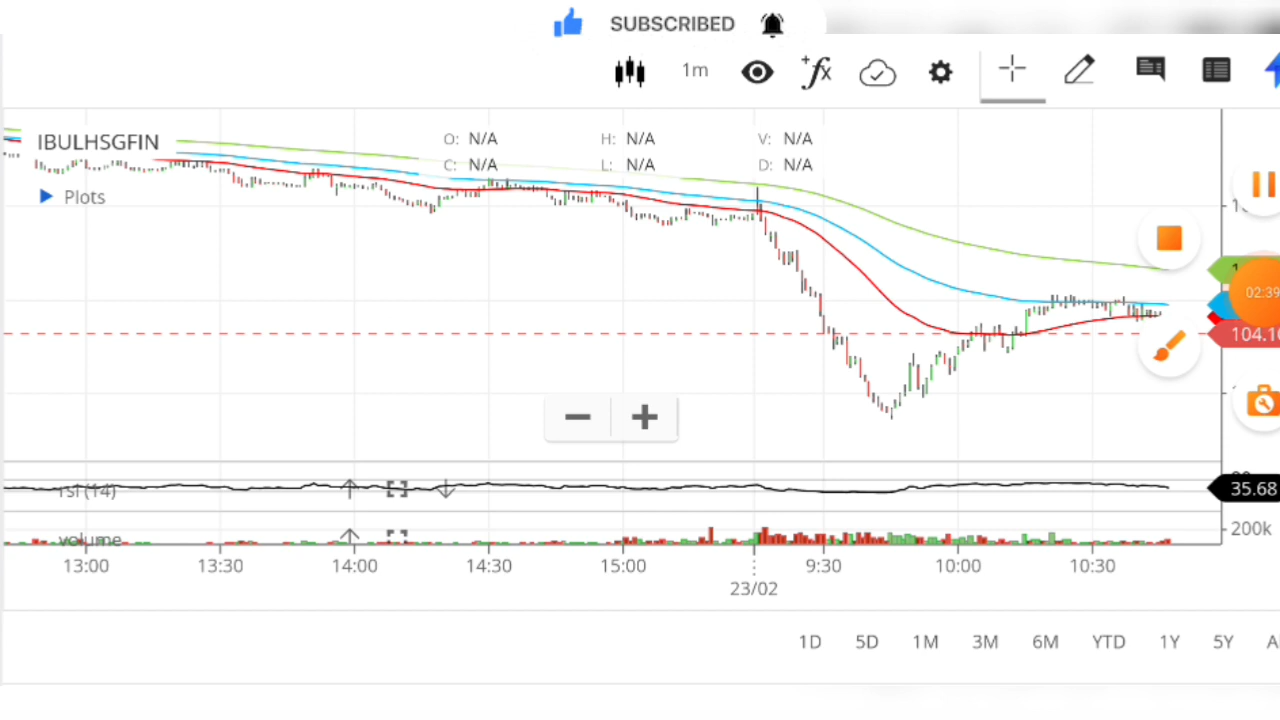 SUBSCRIBED
1m
IBULHSGFIN O: N/A H: N/A V: N/A
C: N/A L: N/A D: N/A
Plots
02:39
104.10
rsi (14) 35.68
volume 200k
13:00 13:30 14:00 14:30 15:00 9:30 10:00 10:30
23/02
1D 5D 1M 3M 6M YTD 1Y 5Y